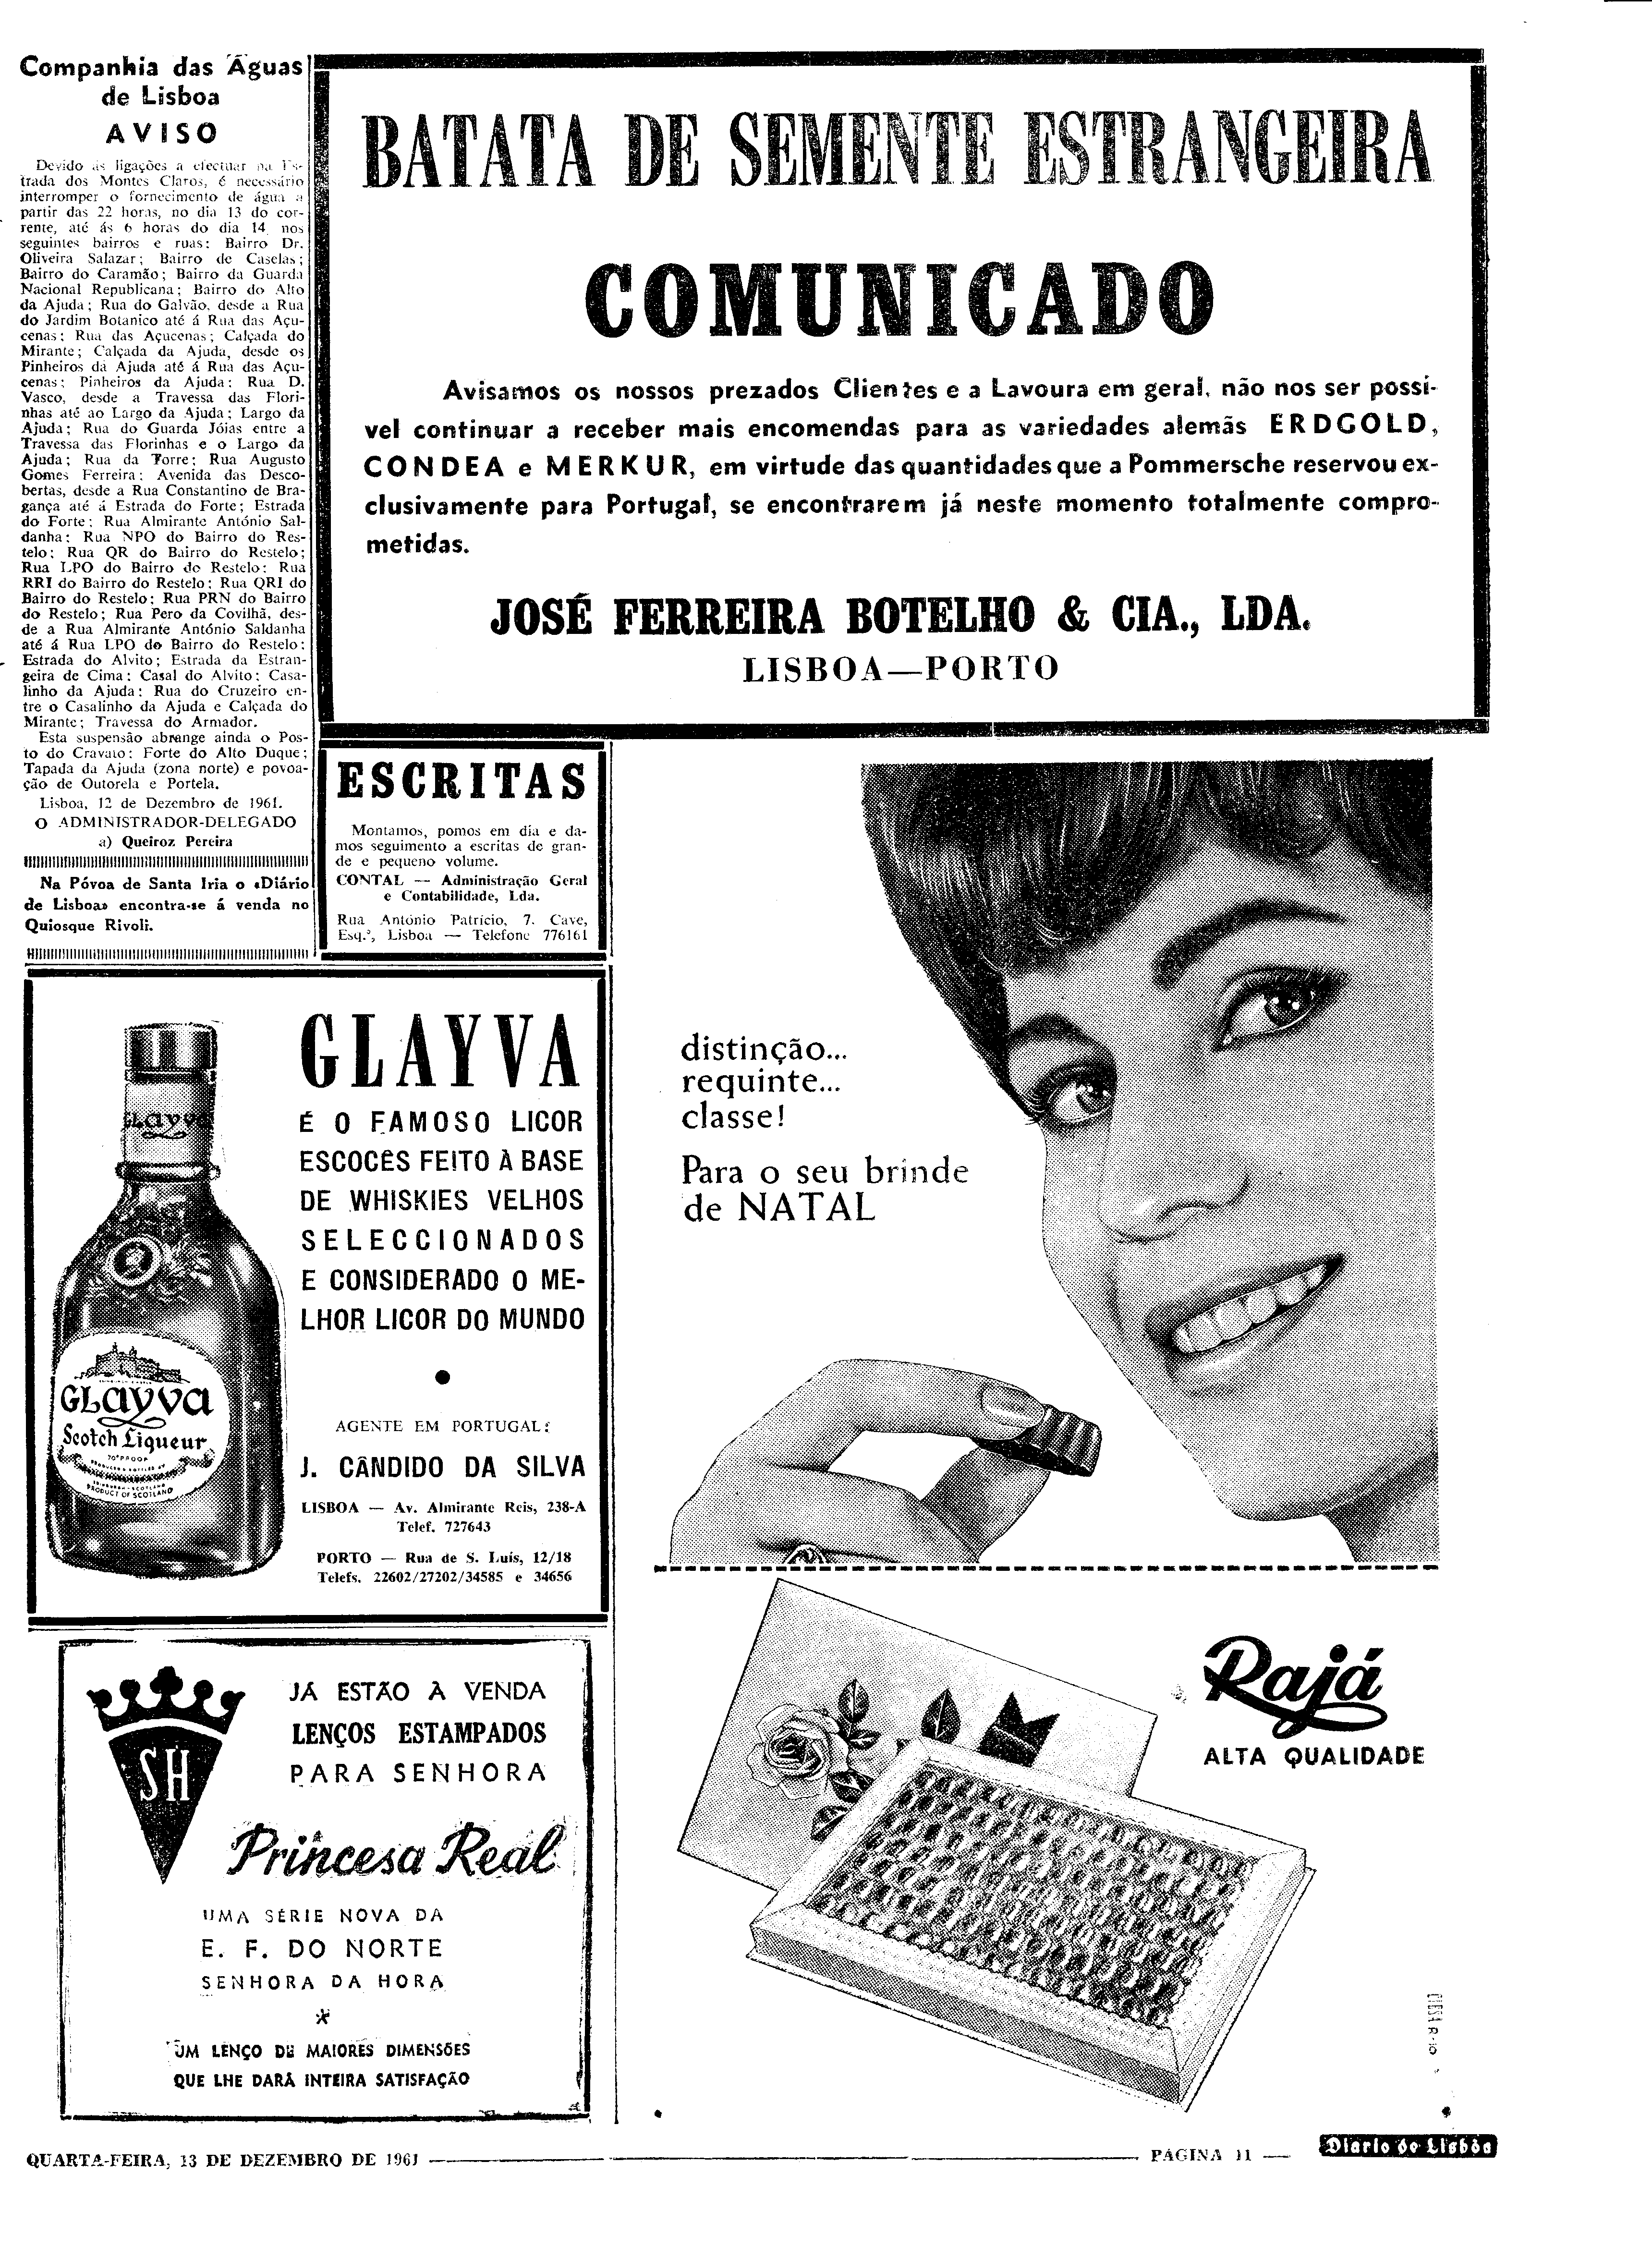 Companhia das Águas
de Lisboa
AVISO
Devido ás ligações a efectuar na Es-
trada dos Montes Claros, é necessário
interromper o fornecimento de água a
partir das 22 horas, no dia 13 do cor-
rente, até ás 6 horas do dia 14 nos
seguintes bairros e ruas: Bairro Dr.
Oliveira Salazar; Bairro de Caselas;
Bairro do Caramão; Bairro da Guarda
Nacional Republicana; Bairro do Alto
da Ajuda; Rua do Galvão, desde a Rua
do Jardim Botanico até á Rua das Açu-
cenas; Rua das Açucenas; Calçada do
Mirante; Calçada da Ajuda, desde os
Pinheiros da Ajuda até á Rua das Açu-
cenas; Pinheiros da Ajuda; Rua D.
Vasco, desde a Travessa das Flori-
nhas até ao Largo da Ajuda; Largo da
Ajuda; Rua do Guarda Jóias entre a
Travessa das Florinhas e o Largo da
Ajuda; Rua da Torre; Rua Augusto
Gomes Ferreira; Avenida das Desco-
bertas, desde a Rua Constantino de Bra-
gança até á Estrada do Forte; Estrada
do Forte; Rua Almirante António Sal-
danha; Rua NPO do Bairro do Res-
telo; Rua QR do Bairro do Restelo;
Rua LPO do Bairro do Restelo; Rua
RRI do Bairro do Restelo; Rua QRI do
Bairro do Restelo; Rua PRN do Bairro
do Restelo; Rua Pero da Covilhã, des-
de a Rua Almirante António Saldanha
até á Rua LPO do Bairro do Restelo;
Estrada do Alvito; Estrada da Estran-
geira de Cima; Casal do Alvito; Casa-
linho da Ajuda; Rua do Cruzeiro en-
tre o Casalinho da Ajuda e Calçada do
Mirante; Travessa do Armador.
Esta suspensão abrange ainda o Pos-
to do Cravato; Forte do Alto Duque;
Tapada da Ajuda (zona norte) e povoa-
ção de Outorela e Portela.
Lisboa, 12 de Dezembro de 1961.
O ADMINISTRADOR-DELEGADO
a) Queiroz Pereira
Na Póvoa de Santa Iria o «Diário
de Lisboa» encontra-se á venda no
Quiosque Rivoli.
BATATA DE SEMENTE ESTRANGEIRA
COMUNICADO
Avisamos os nossos prezados Clientes e a Lavoura em geral, não nos ser possí-
vel continuar a receber mais encomendas para as variedades alemãs ERDGOLD,
CONDEA e MERKUR, em virtude das quantidades que a Pommersche reservou ex-
clusivamente para Portugal, se encontrarem já neste momento totalmente compro-
metidas.
JOSÉ FERREIRA BOTELHO & CIA., LDA.
LISBOA—PORTO
ESCRITAS
Montamos, pomos em dia e da-
mos seguimento a escritas de gran-
de e pequeno volume.
CONTAL — Administração Geral
e Contabilidade, Lda.
Rua António Patrício, 7, Cave,
Esq.º, Lisboa — Telefone 776161
GLAYVA
É O FAMOSO LICOR
ESCOCÊS FEITO À BASE
DE WHISKIES VELHOS
SELECCIONADOS
E CONSIDERADO O ME-
LHOR LICOR DO MUNDO
AGENTE EM PORTUGAL:
J. CÂNDIDO DA SILVA
LISBOA — Av. Almirante Reis, 238-A
Telef. 727643
PORTO — Rua de S. Luís, 12/18
Telefs. 22602/27202/34585 e 34656
GLAYVA
GLAYVA
Scotch Liqueur
70° PROOF
PRODUCT OF SCOTLAND
distinção...
requinte...
classe!
Para o seu brinde
de NATAL
Rajá
ALTA QUALIDADE
SH
JÁ ESTÃO À VENDA
LENÇOS ESTAMPADOS
PARA SENHORA
Princesa Real
UMA SÉRIE NOVA DA
E. F. DO NORTE
SENHORA DA HORA
*
UM LENÇO DE MAIORES DIMENSÕES
QUE LHE DARÁ INTEIRA SATISFAÇÃO
QUARTA-FEIRA, 13 DE DEZEMBRO DE 1961 — PÁGINA 11 — Diário de Lisboa